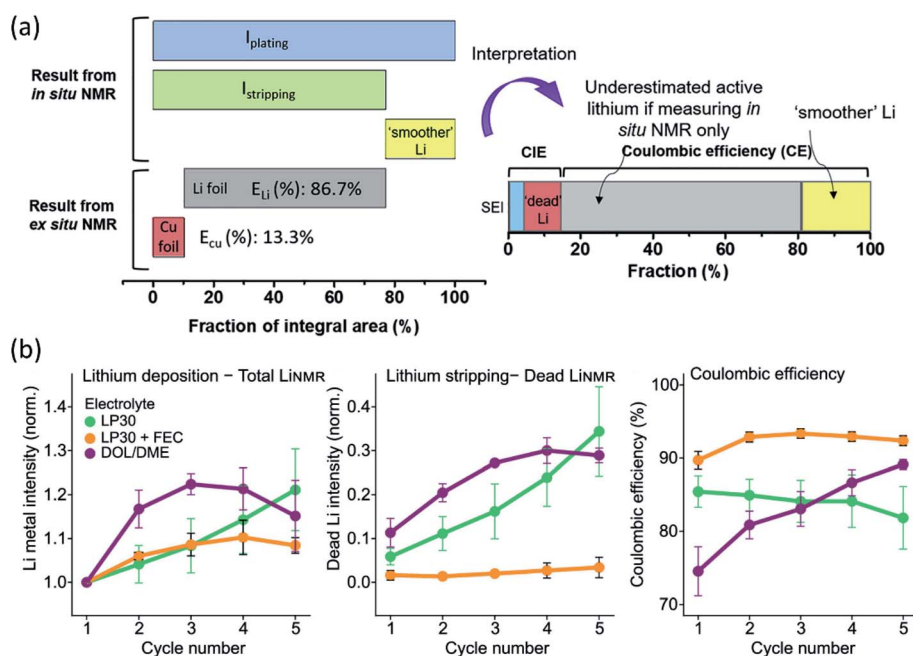 (a)
Result from
in situ NMR
Iplating
Istripping
'smoother'
Li
Result from
ex situ NMR
Li foil ELi (%): 86.7%
Cu
foil
Ecu (%): 13.3%
0 20 40 60 80 100
Fraction of integral area (%)
Interpretation
Underestimated active
lithium if measuring in
situ NMR only
'smoother' Li
CIE
Coulombic efficiency (CE)
SEI
'dead'
Li
0 20 40 60 80 100
Fraction (%)
(b)
Lithium deposition – Total LiNMR
Electrolyte
LP30
LP30 + FEC
DOL/DME
Li metal intensity (norm.)
1.4
1.3
1.2
1.1
1.0
1 2 3 4 5
Cycle number
Lithium stripping– Dead LiNMR
Dead Li intensity (norm.)
0.4
0.3
0.2
0.1
0.0
1 2 3 4 5
Cycle number
Coulombic efficiency
Coulombic efficiency (%)
100
90
80
70
1 2 3 4 5
Cycle number